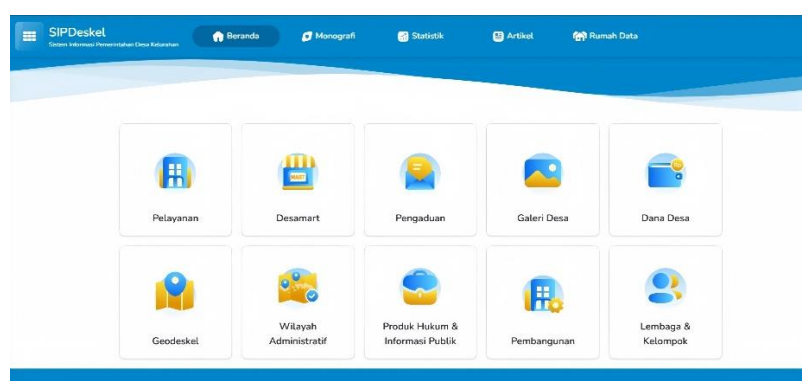 SIPDeskel
Sistem Informasi Pemerintahan Desa Kelurahan
Beranda
Monografi
Statistik
Artikel
Rumah Data
Pelayanan
MART
Desamart
Pengaduan
Galeri Desa
Dana Desa
Geodeskel
Wilayah
Administratif
Produk Hukum &
Informasi Publik
Pembangunan
Lembaga &
Kelompok